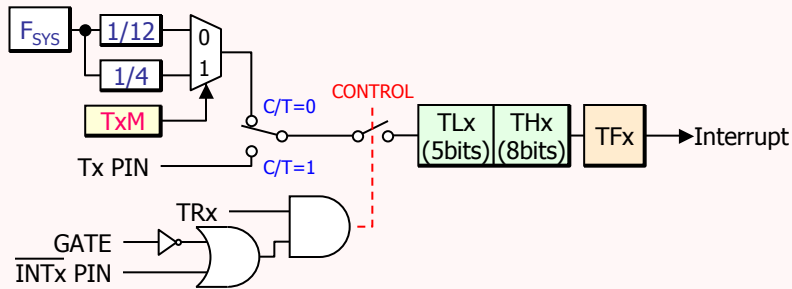 F_SYS
1/12
1/4
0
1
TxM
C/T=0
CONTROL
TLx
(5bits)
THx
(8bits)
TFx
Interrupt
Tx PIN
C/T=1
TRx
GATE
INTx PIN